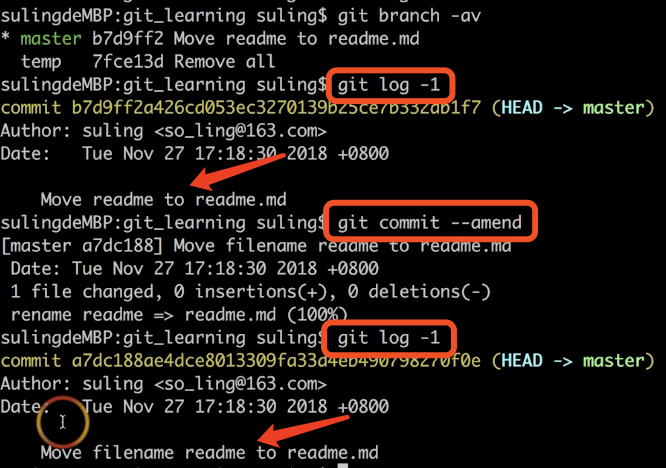 sulingdeMBP:git_learning suling$ git branch -av
* master b7d9ff2 Move readme to readme.md
  temp   7fce13d Remove all
sulingdeMBP:git_learning suling$ git log -1
commit b7d9ff2a426cd053ec3270139b25ce7b332ab1f7 (HEAD -> master)
Author: suling <so_ling@163.com>
Date:   Tue Nov 27 17:18:30 2018 +0800
    Move readme to readme.md
sulingdeMBP:git_learning suling$ git commit --amend
[master a7dc188] Move filename readme to readme.md
 Date: Tue Nov 27 17:18:30 2018 +0800
 1 file changed, 0 insertions(+), 0 deletions(-)
 rename readme => readme.md (100%)
sulingdeMBP:git_learning suling$ git log -1
commit a7dc188ae4dce8013309fa33d4eb490798270f0e (HEAD -> master)
Author: suling <so_ling@163.com>
Date:   Tue Nov 27 17:18:30 2018 +0800
    Move filename readme to readme.md